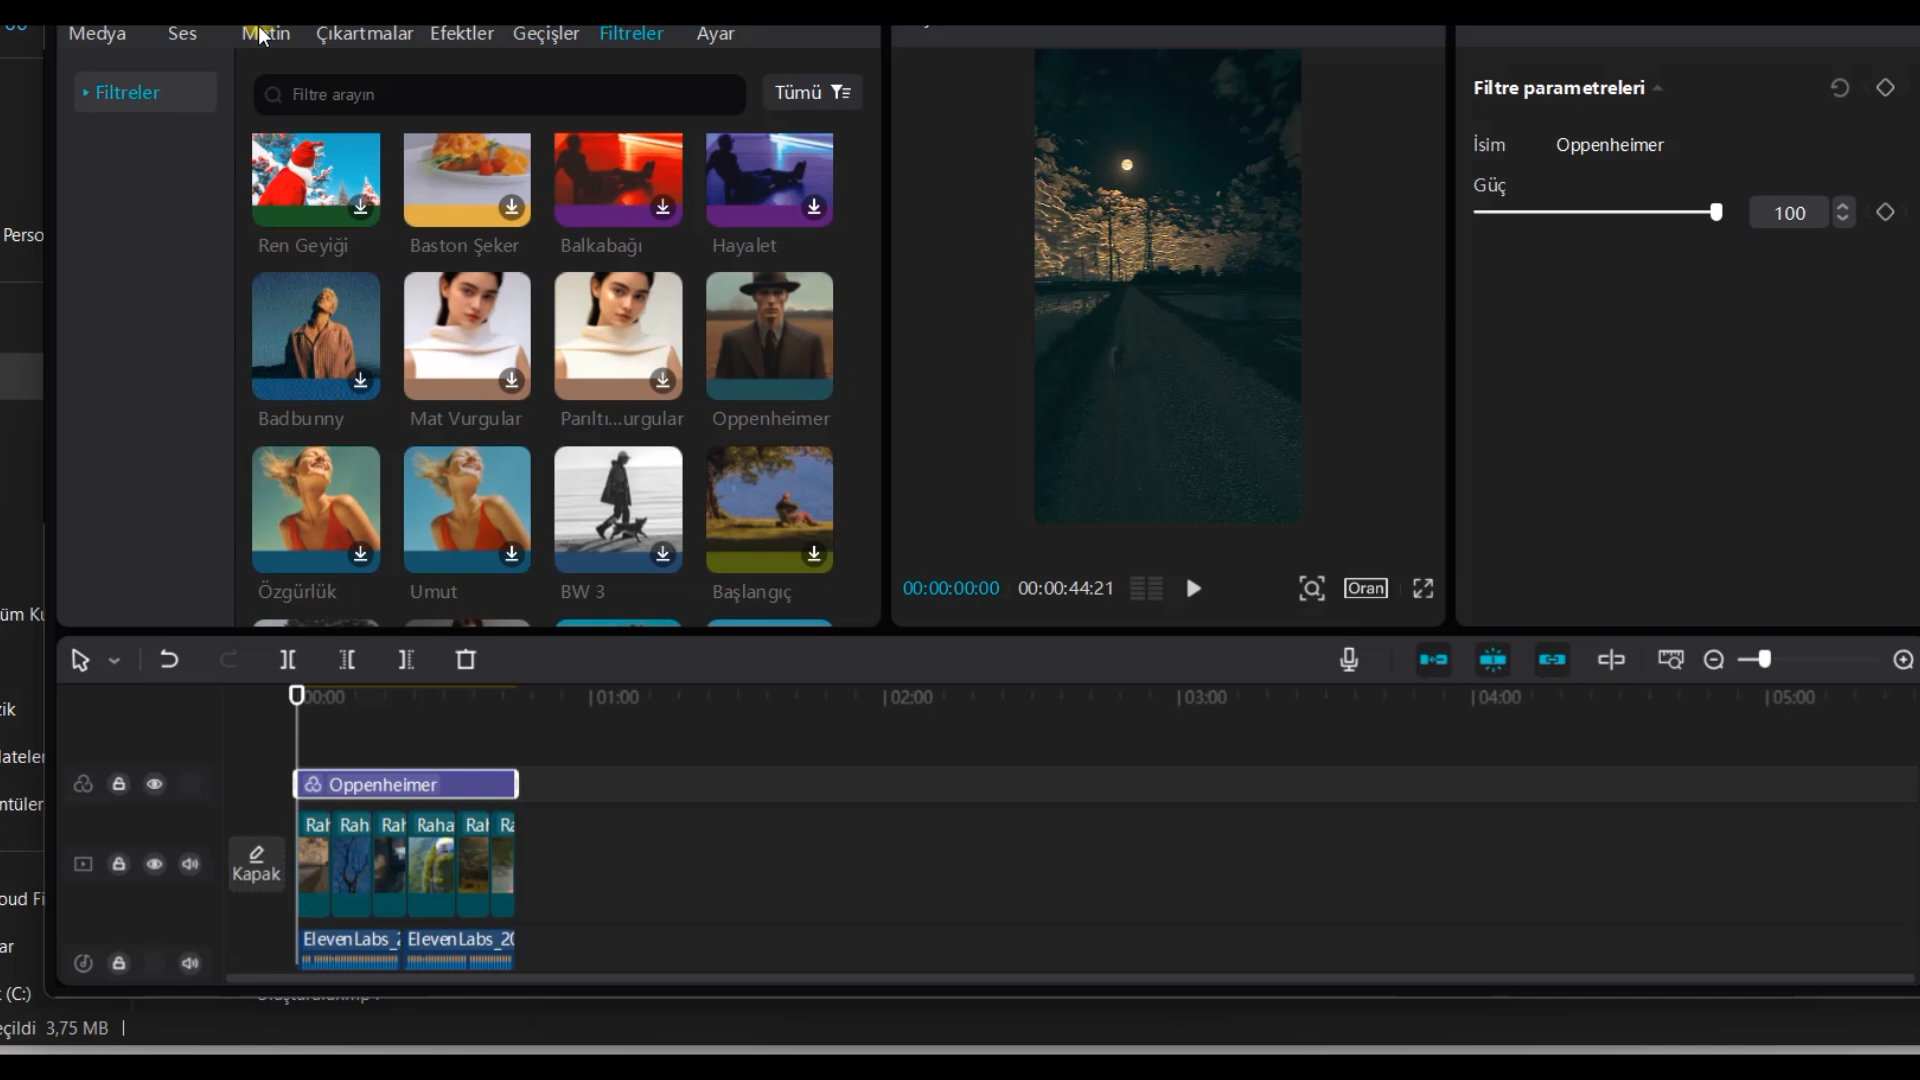 Medya Ses Metin Çıkartmalar Efektler Geçişler Filtreler Ayar
Filtreler
Filtre arayın
Tümü
Filtre parametreleri
İsim Oppenheimer
Güç
100
Ren Geyiği Baston Şeker Balkabağı Hayalet
Badbunny Mat Vurgular Parıltı...urgular Oppenheimer
Özgürlük Umut BW 3 Başlangıç
00:00:00:00 00:00:44:21
Oran
00:00 01:00 02:00 03:00 04:00 05:00
Oppenheimer
Rah Rah Rah Raha Rah Ra
Kapak
ElevenLabs_2 ElevenLabs_20
Perso
üm Ku
zik
lateler
ntüler
oud Fi
ar
(C:)
eçildi 3,75 MB